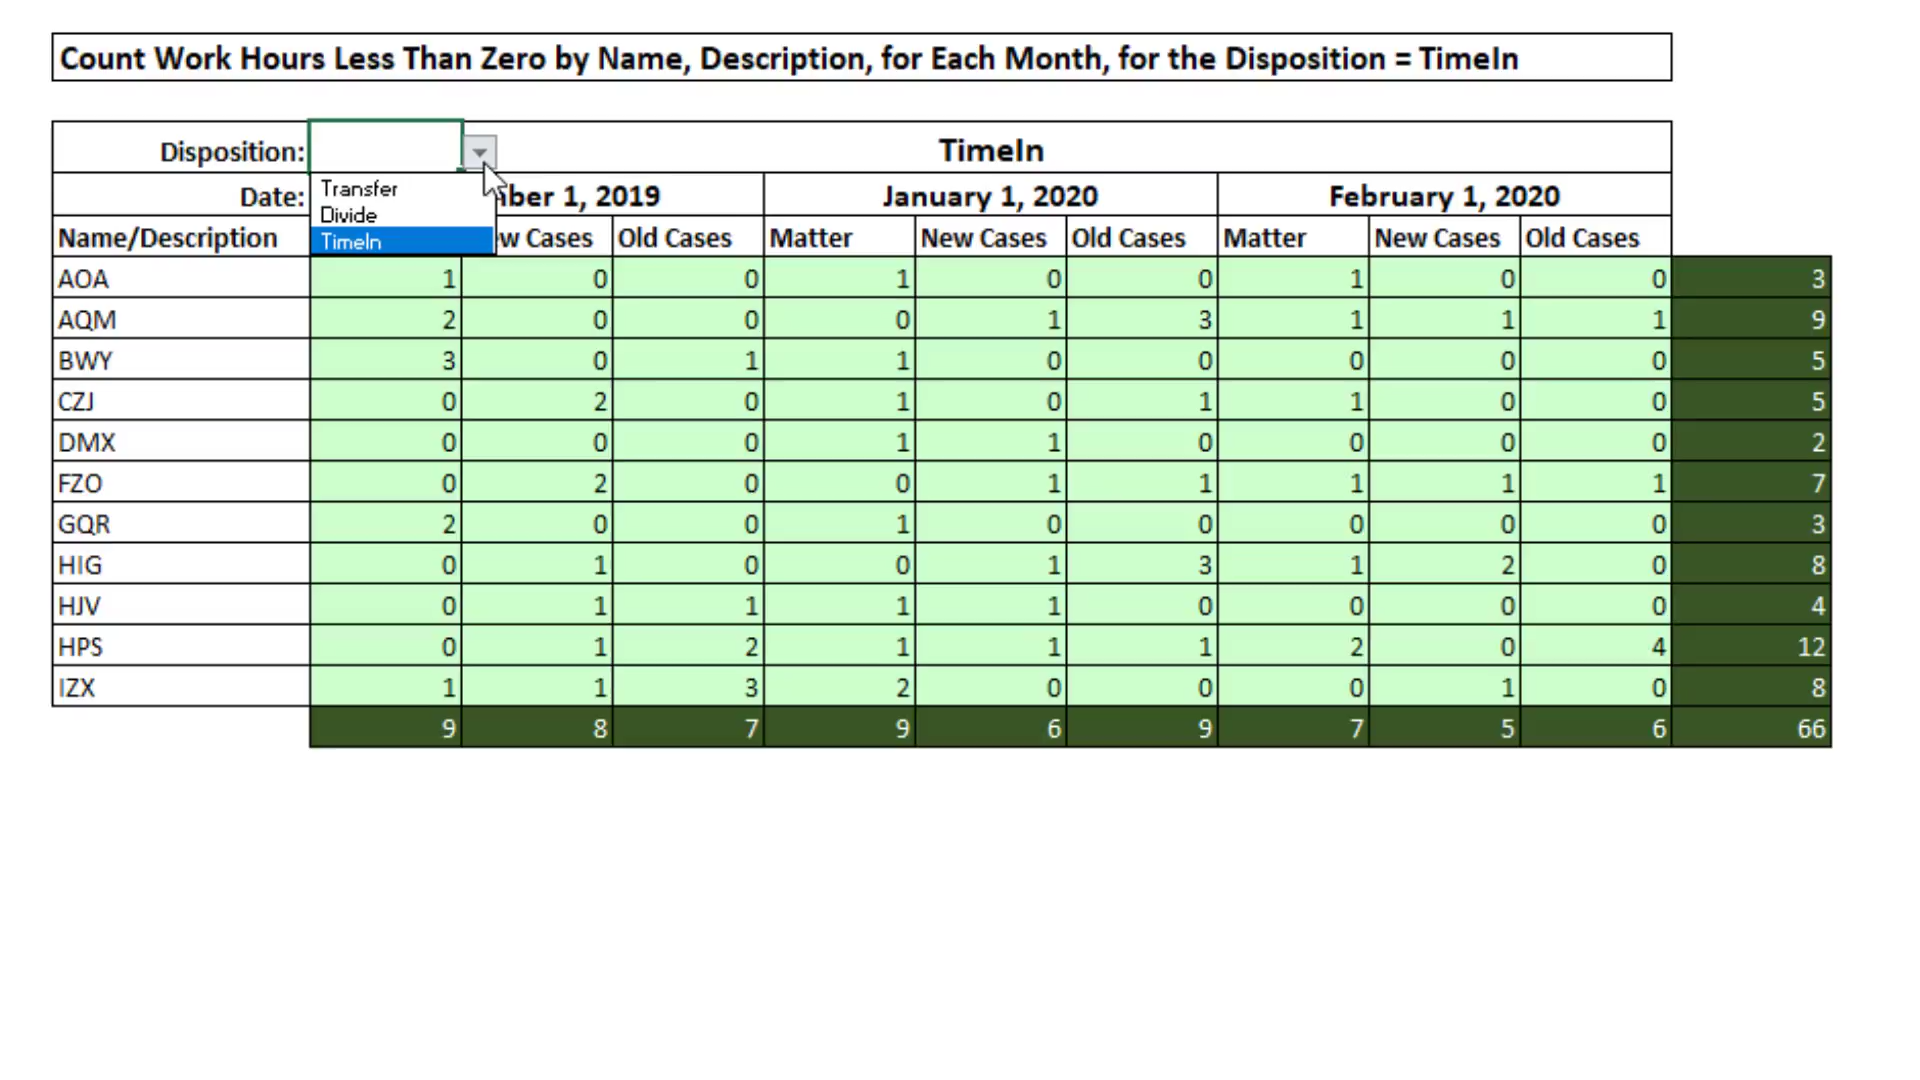 Count Work Hours Less Than Zero by Name, Description, for Each Month, for the Disposition = TimeIn
Disposition: TimeIn
Transfer
Date: 1, 2019 January 1, 2020 February 1, 2020
Divide
Name/Description Cases Old Cases Matter New Cases Old Cases Matter New Cases Old Cases
TimeIn
AOA 1 0 0 1 0 0 1 0 0 3
AQM 2 0 0 0 1 3 1 1 1 9
BWY 3 0 1 1 0 0 0 0 0 5
CZJ 0 2 0 1 0 1 1 0 0 5
DMX 0 0 0 1 1 0 0 0 0 2
FZO 0 2 0 0 1 1 1 1 1 7
GQR 2 0 0 1 0 0 0 0 0 3
HIG 0 1 0 0 1 3 1 2 0 8
HJV 0 1 1 1 1 0 0 0 0 4
HPS 0 1 2 1 1 1 2 0 4 12
IZX 1 1 3 2 0 0 0 1 0 8
9 8 7 9 6 9 7 5 6 66